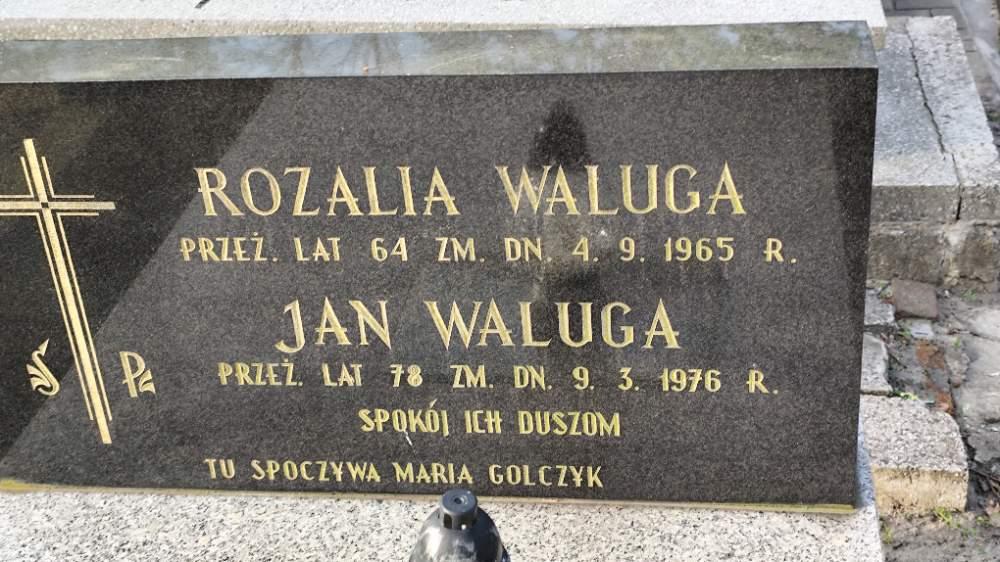 ROZALIA WALUGA
PRZEŻ. LAT 64 ZM. DN. 4. 9. 1965 R.
JAN WALUGA
PRZEŻ. LAT 78 ZM. DN. 9. 3. 1976 R.
SPOKÓJ ICH DUSZOM
TU SPOCZYWA MARIA GOLCZYK